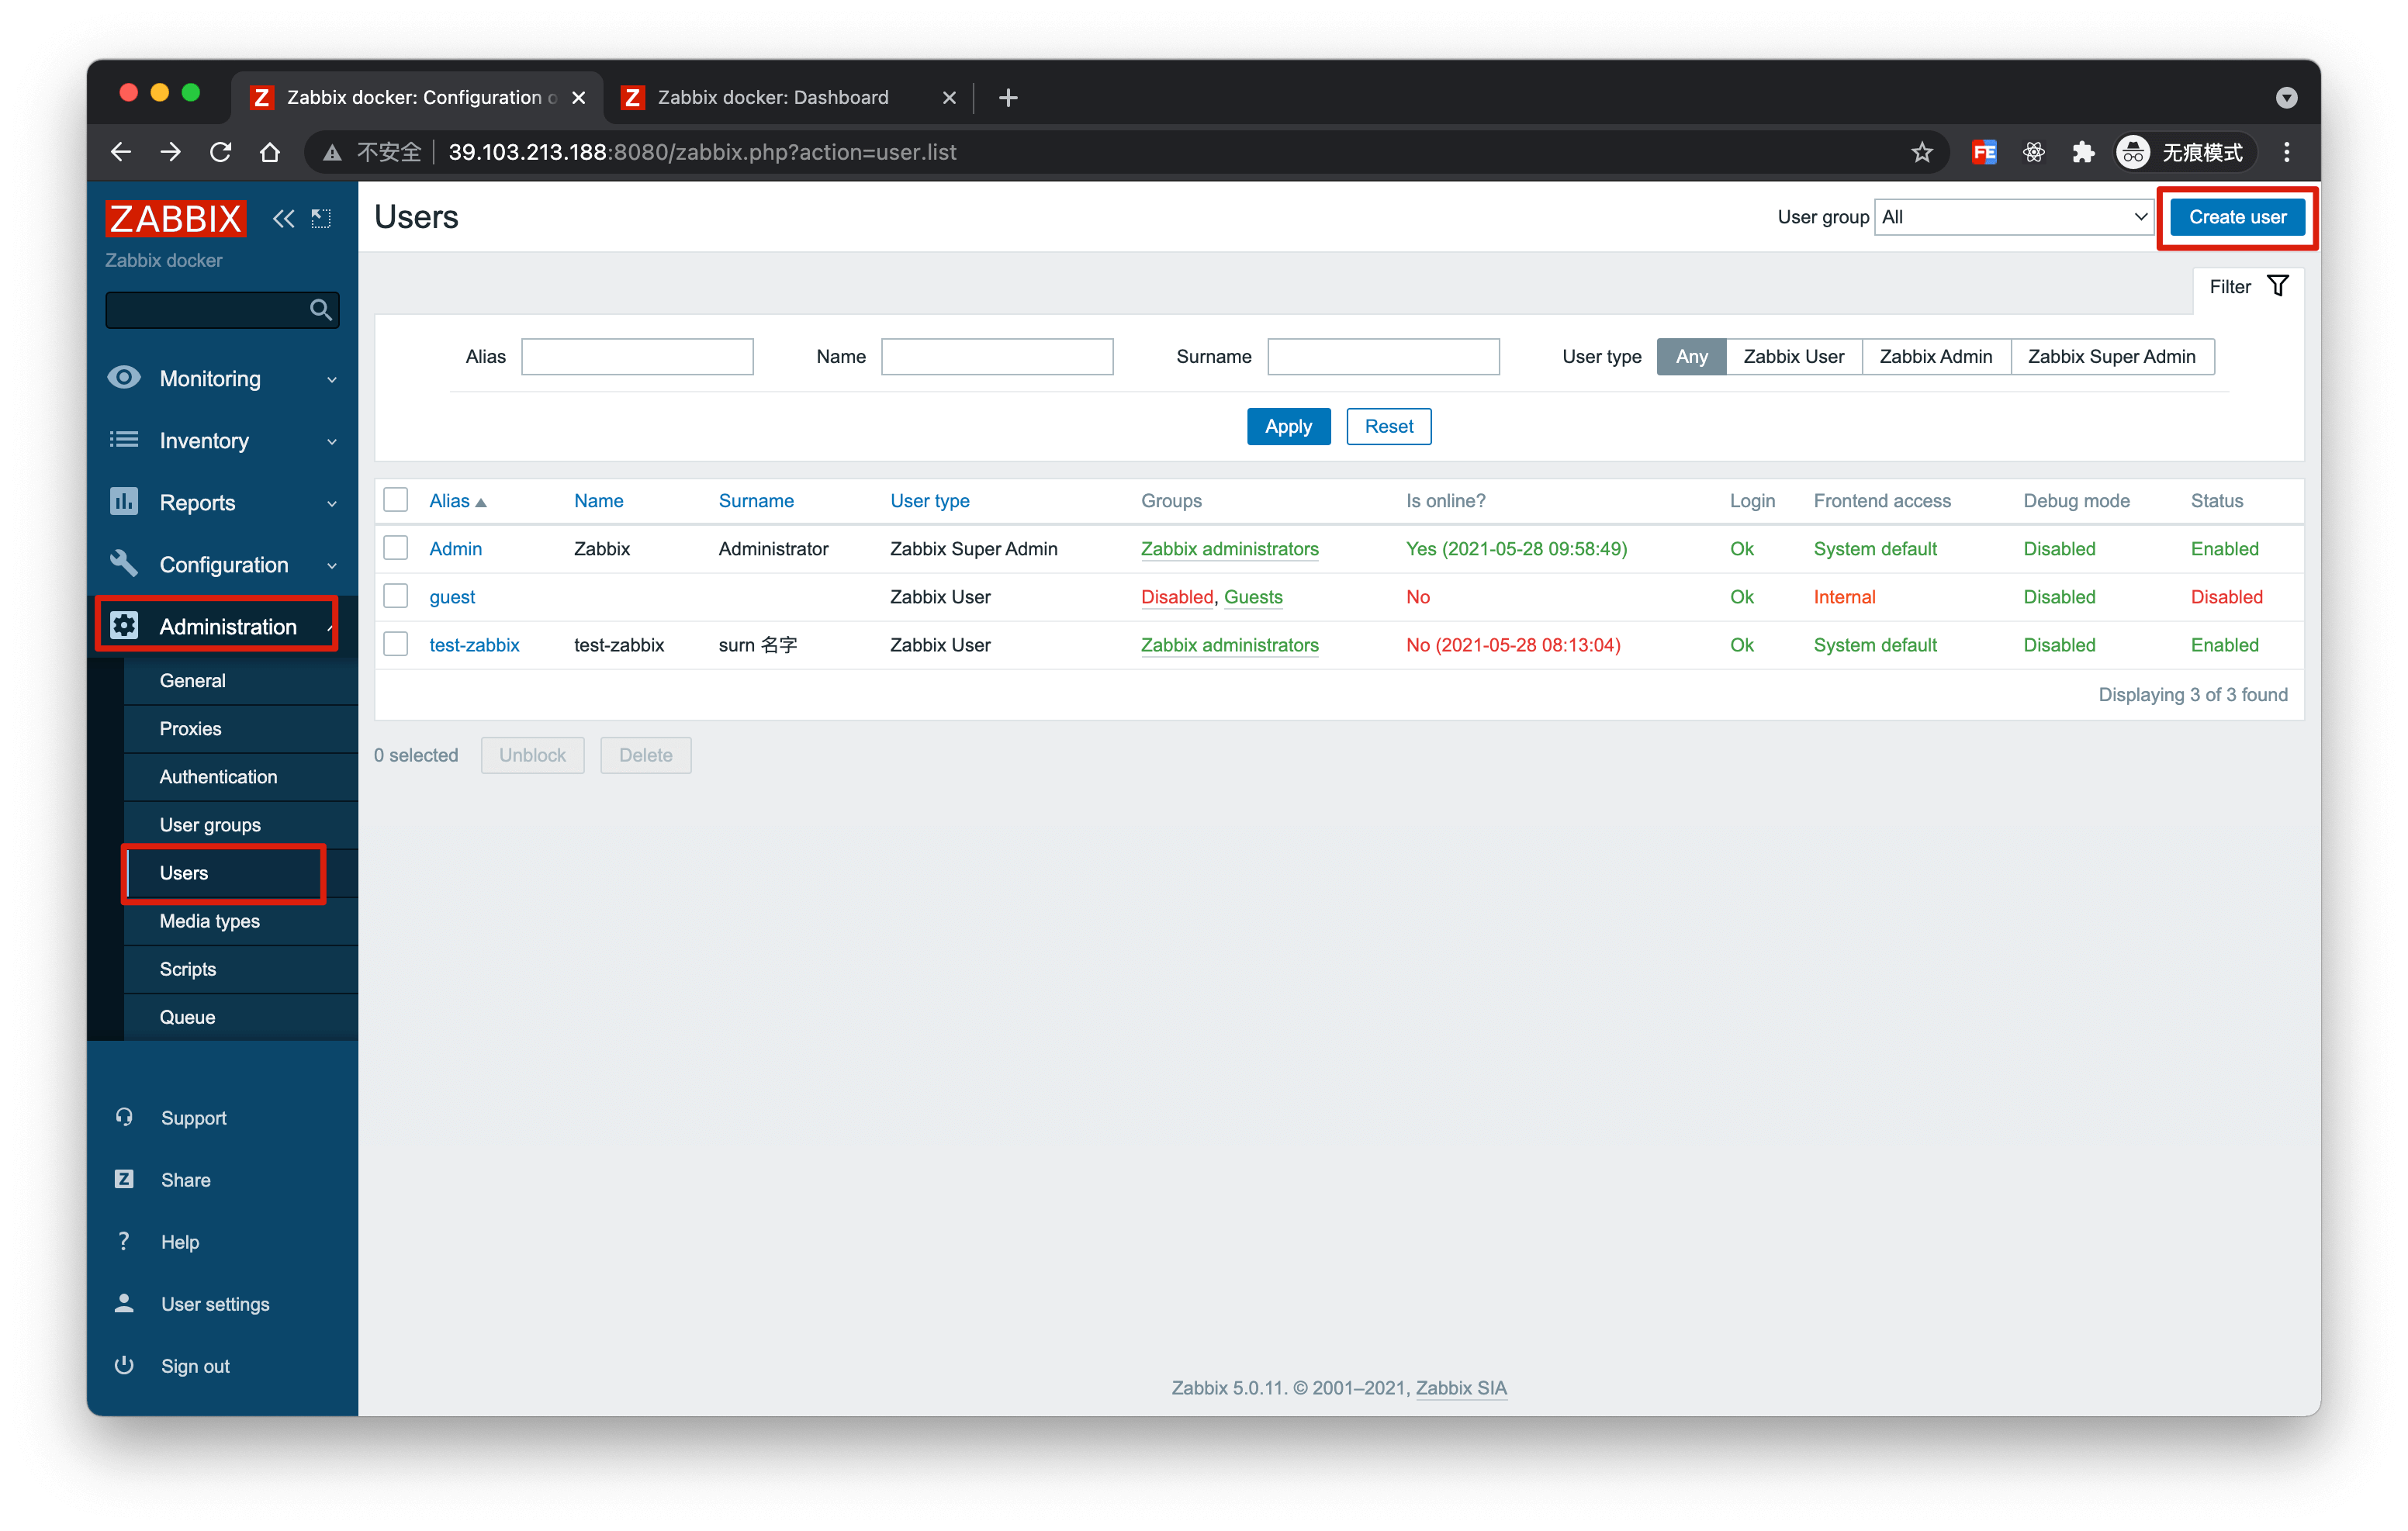 Zabbix docker: Configuration o
Zabbix docker: Dashboard
不安全 39.103.213.188:8080/zabbix.php?action=user.list
FE
无痕模式
ZABBIX
Zabbix docker
Monitoring
Inventory
Reports
Configuration
Administration
General
Proxies
Authentication
User groups
Users
Media types
Scripts
Queue
Support
Share
Help
User settings
Sign out
Users
User group All Create user
Filter
Alias Name Surname User type Any Zabbix User Zabbix Admin Zabbix Super Admin
Apply Reset
Alias Name Surname User type Groups Is online? Login Frontend access Debug mode Status
Admin Zabbix Administrator Zabbix Super Admin Zabbix administrators Yes (2021-05-28 09:58:49) Ok System default Disabled Enabled
guest Zabbix User Disabled, Guests No Ok Internal Disabled Disabled
test-zabbix test-zabbix surn 名字 Zabbix User Zabbix administrators No (2021-05-28 08:13:04) Ok System default Disabled Enabled
Displaying 3 of 3 found
0 selected Unblock Delete
Zabbix 5.0.11. © 2001–2021, Zabbix SIA